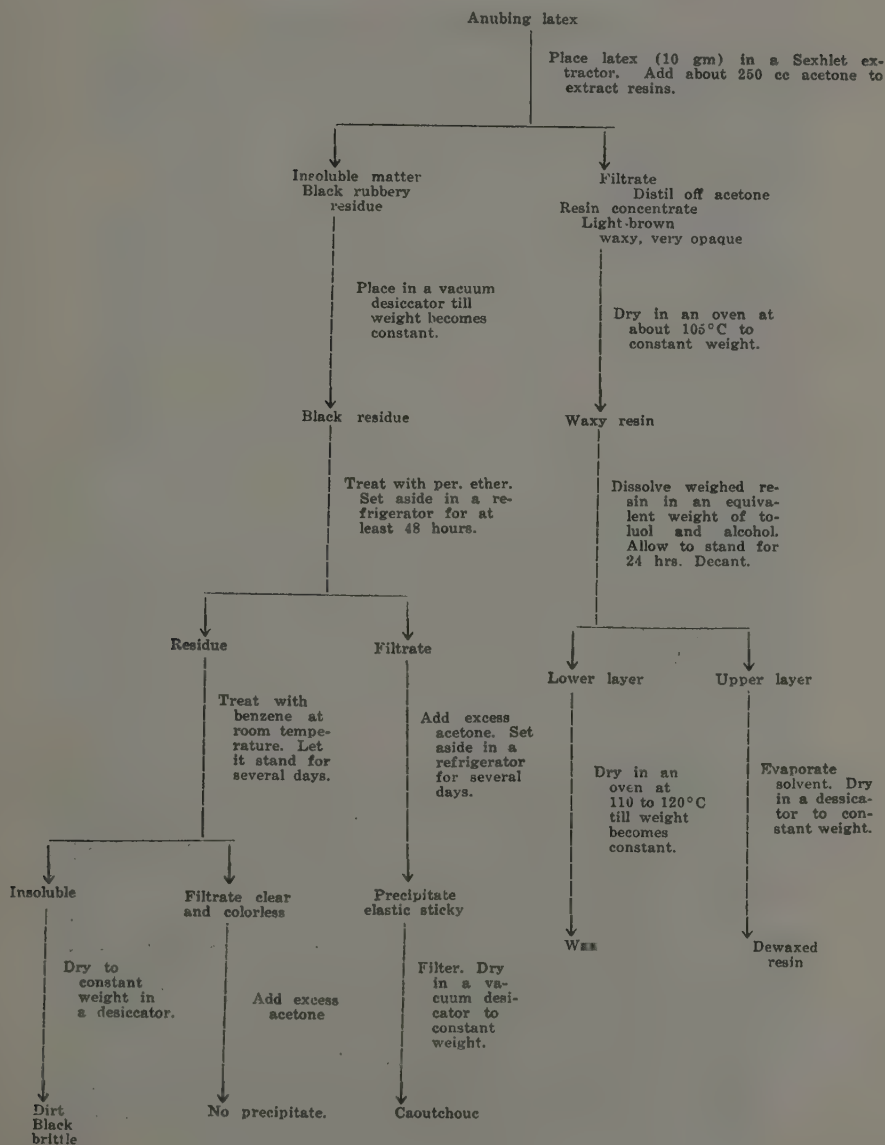 Anubing latex
Place latex (10 gm) in a Sexhlet ex-
tractor. Add about 250 cc acetone to
extract resins.
Insoluble matter
Black rubbery
residue
Filtrate
Distil off acetone
Resin concentrate
Light-brown
waxy, very opaque
Place in a vacuum
desiccator till
weight becomes
constant.
Dry in an oven at
about 105°C to
constant weight.
Black residue
Waxy resin
Treat with per. ether.
Set aside in a re-
frigerator for at
least 48 hours.
Dissolve weighed re-
sin in an equiva-
lent weight of to-
luol and alcohol.
Allow to stand for
24 hrs. Decant.
Residue
Filtrate
Lower layer
Upper layer
Treat with
benzene at
room tempe-
rature. Let
it stand for
several days.
Add excess
acetone. Set
aside in a
refrigerator
for several
days.
Dry in an
oven at
110 to 120°C
till weight
becomes
constant.
Evaporate
solvent. Dry
in a dessica-
tor to con-
stant weight.
Insoluble
Filtrate clear
and colorless
Precipitate
elastic sticky
Dewaxed
resin
Dry to
constant
weight in
a desiccator.
Add excess
acetone
Filter. Dry
in a va-
cuum desi-
cator to
constant
weight.
Dirt
Black
brittle
No precipitate.
Caoutchouc